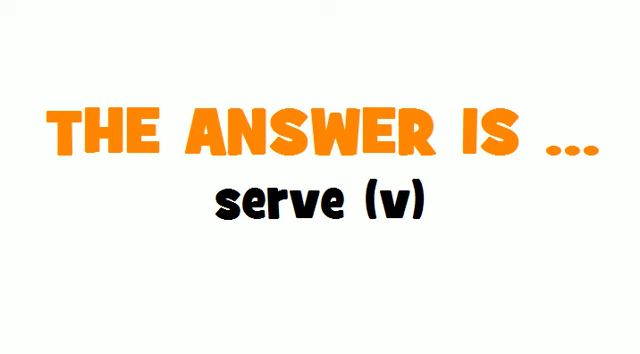 THE ANSWER IS ...
serve (v)